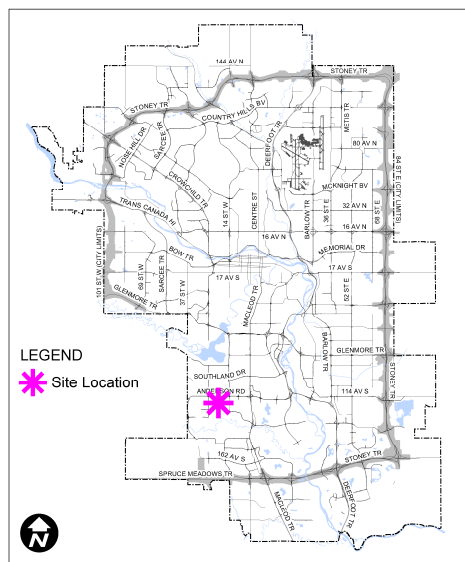 144 AV N
STONEY TR
STONEY TR
COUNTRY HILLS BV
METIS TR
NOSE HILL DR
SARCEE TR
DEERFOOT TR
80 AV N
CROWCHILD TR
84 ST E (CITY LIMITS)
MCKNIGHT BV
TRANS CANADA HI
14 ST W
CENTRE ST
BARLOW TR
36 ST E
32 AV N
68 ST E
16 AV N
16 AV N
BOW TR
MEMORIAL DR
101 ST W (CITY LIMITS)
69 ST W
SARCEE TR
37 ST W
17 AV S
17 AV S
MACLEOD TR
52 ST E
GLENMORE TR
BARLOW TR
GLENMORE TR
LEGEND
Site Location
SOUTHLAND DR
STONEY TR
ANDERSON RD
114 AV S
162 AV S
STONEY TR
SPRUCE MEADOWS TR
MACLEOD TR
DEERFOOT TR
N